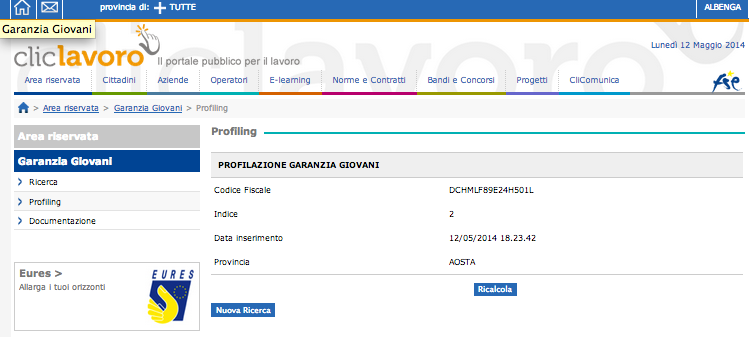 provincia di: TUTTE
ALBENGA
Garanzia Giovani
cliclavoro Il portale pubblico per il lavoro
Lunedì 12 Maggio 2014
Area riservata Cittadini Aziende Operatori E-learning Norme e Contratti Bandi e Concorsi Progetti CliComunica fse
> Area riservata > Garanzia Giovani > Profiling
Area riservata
Garanzia Giovani
Ricerca
Profiling
Documentazione
Eures >
Allarga i tuoi orizzonti
EURES
Profiling
PROFILAZIONE GARANZIA GIOVANI
Codice Fiscale DCHMLF89E24H501L
Indice 2
Data inserimento 12/05/2014 18.23.42
Provincia AOSTA
Ricalcola
Nuova Ricerca